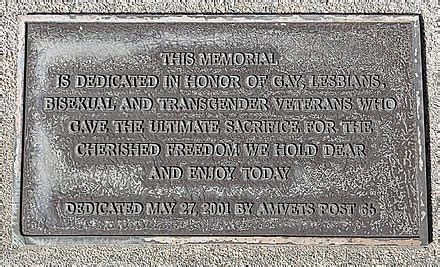 THIS MEMORIAL
IS DEDICATED IN HONOR OF GAY, LESBIANS,
BISEXUAL AND TRANSGENDER VETERANS WHO
GAVE THE ULTIMATE SACRIFICE FOR THE
CHERISHED FREEDOM WE HOLD DEAR
AND ENJOY TODAY
DEDICATED MAY 27, 2001 BY AMVETS POST 66